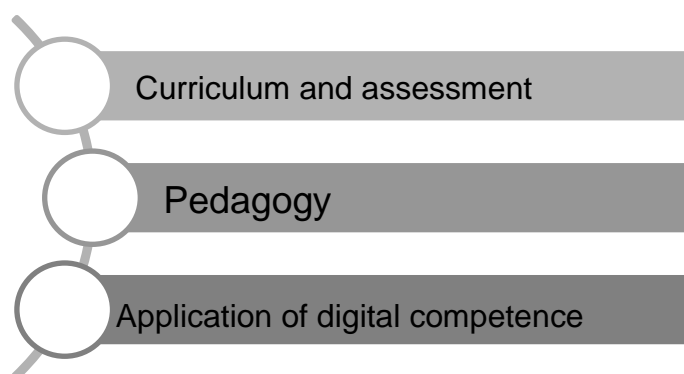 Curriculum and assessment
Pedagogy
Application of digital competence